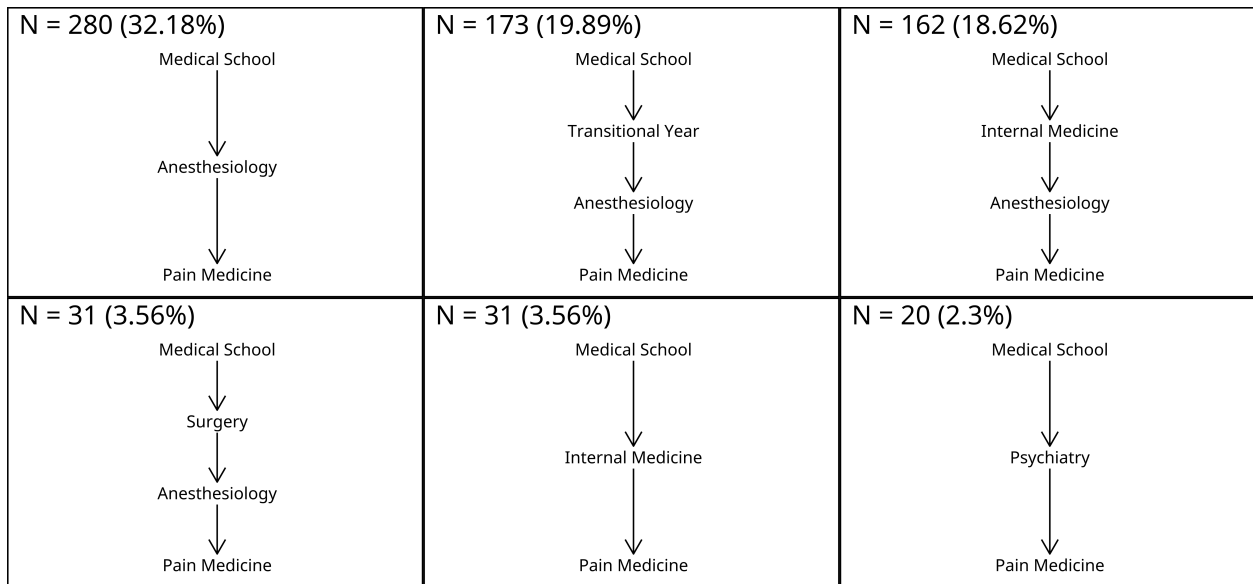 N = 280 (32.18%)
Medical School
Anesthesiology
Pain Medicine
N = 173 (19.89%)
Medical School
Transitional Year
Anesthesiology
Pain Medicine
N = 162 (18.62%)
Medical School
Internal Medicine
Anesthesiology
Pain Medicine
N = 31 (3.56%)
Medical School
Surgery
Anesthesiology
Pain Medicine
N = 31 (3.56%)
Medical School
Internal Medicine
Pain Medicine
N = 20 (2.3%)
Medical School
Psychiatry
Pain Medicine